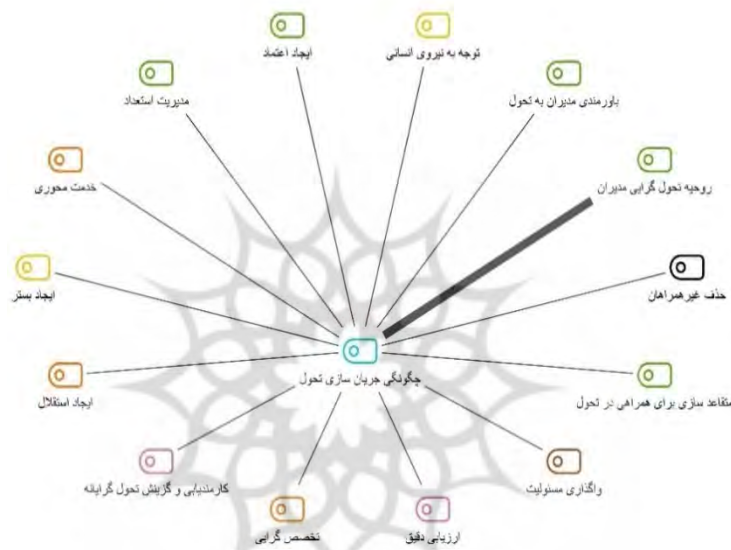 توجه به نیروی انسانی
ایجاد اعتماد
باورمندی مدیران به تحول
مدیریت استعداد
روحیه تحول گرایی مدیران
خدمت محوری
حذف غیرهمراهان
ایجاد بستر
چگونگی جریان سازی تحول
متقاعد سازی برای همراهی در تحول
ایجاد استقلال
واگذاری مسئولیت
کارمندیابی و گزینش تحول گرایانه
ارزیابی دقیق
تخصص گرایی